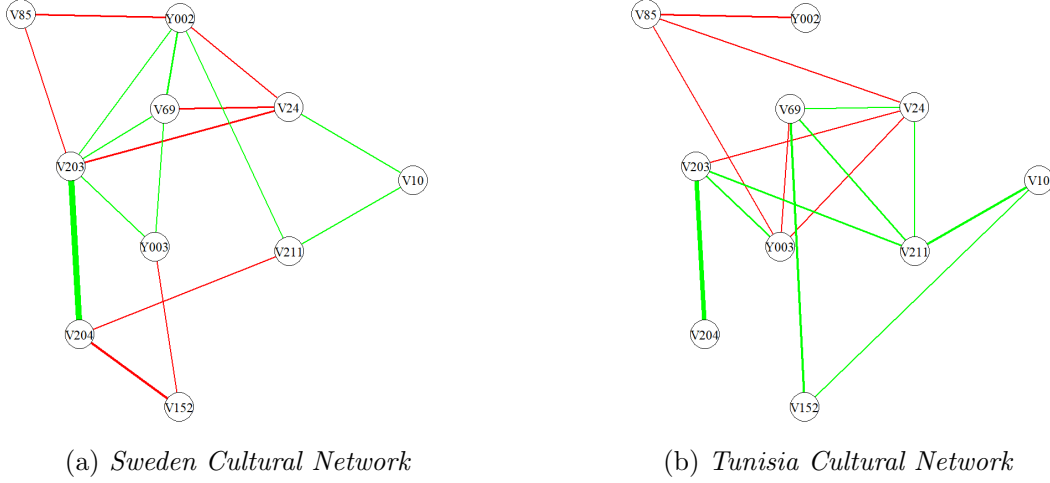 V85
Y002
V69
V24
V203
V10
Y003
V211
V204
V152
(a) Sweden Cultural Network
V85
Y002
V69
V24
V203
V10
Y003
V211
V204
V152
(b) Tunisia Cultural Network